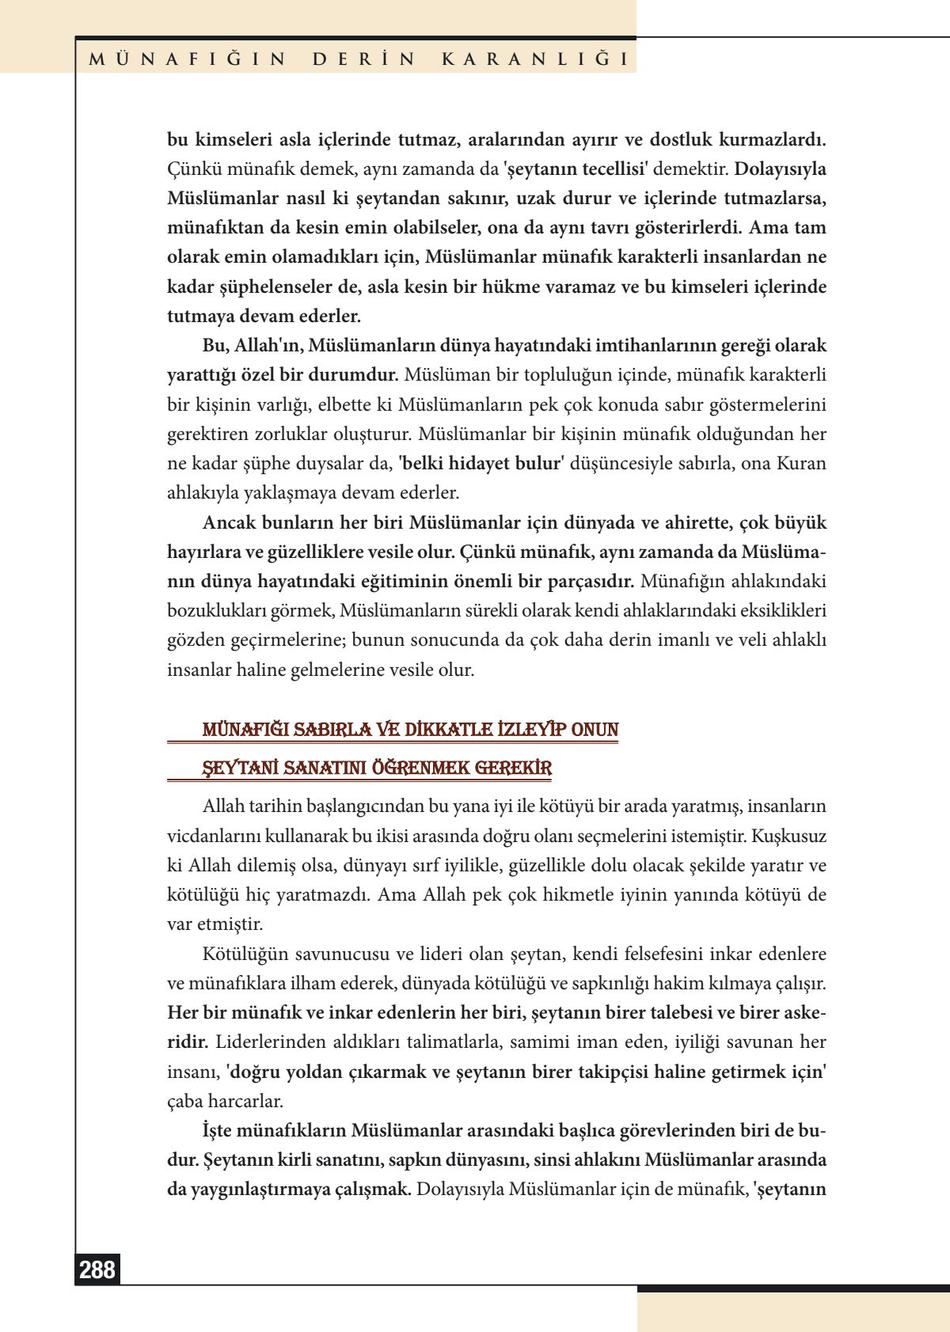 MÜNAFIĞIN DERİN KARANLIĞI
bu kimseleri asla içlerinde tutmaz, aralarından ayırır ve dostluk kurmazlardı.
Çünkü münafık demek, aynı zamanda da 'şeytanın tecellisi' demektir. Dolayısıyla
Müslümanlar nasıl ki şeytandan sakınır, uzak durur ve içlerinde tutmazlarsa,
münafıktan da kesin emin olabilseler, ona da aynı tavrı gösterirlerdi. Ama tam
olarak emin olamadıkları için, Müslümanlar münafık karakterli insanlardan ne
kadar şüphelenseler de, asla kesin bir hükme varamaz ve bu kimseleri içlerinde
tutmaya devam ederler.
Bu, Allah'ın, Müslümanların dünya hayatındaki imtihanlarının gereği olarak
yarattığı özel bir durumdur. Müslüman bir topluluğun içinde, münafık karakterli
bir kişinin varlığı, elbette ki Müslümanların pek çok konuda sabır göstermelerini
gerektiren zorluklar oluşturur. Müslümanlar bir kişinin münafık olduğundan her
ne kadar şüphe duysalar da, 'belki hidayet bulur' düşüncesiyle sabırla, ona Kuran
ahlakıyla yaklaşmaya devam ederler.
Ancak bunların her biri Müslümanlar için dünyada ve ahirette, çok büyük
hayırlara ve güzelliklere vesile olur. Çünkü münafık, aynı zamanda da Müslüma-
nın dünya hayatındaki eğitiminin önemli bir parçasıdır. Münafığın ahlakındaki
bozuklukları görmek, Müslümanların sürekli olarak kendi ahlaklarındaki eksiklikleri
gözden geçirmelerine; bunun sonucunda da çok daha derin imanlı ve veli ahlaklı
insanlar haline gelmelerine vesile olur.
MÜNAFIĞI SABIRLA VE DİKKATLE İZLEYİP ONUN
ŞEYTANİ SANATINI ÖĞRENMEK GEREKİR
Allah tarihin başlangıcından bu yana iyi ile kötüyü bir arada yaratmış, insanların
vicdanlarını kullanarak bu ikisi arasında doğru olanı seçmelerini istemiştir. Kuşkusuz
ki Allah dilemiş olsa, dünyayı sırf iyilikle, güzellikle dolu olacak şekilde yaratır ve
kötülüğü hiç yaratmazdı. Ama Allah pek çok hikmetle iyinin yanında kötüyü de
var etmiştir.
Kötülüğün savunucusu ve lideri olan şeytan, kendi felsefesini inkar edenlere
ve münafıklara ilham ederek, dünyada kötülüğü ve sapkınlığı hakim kılmaya çalışır.
Her bir münafık ve inkar edenlerin her biri, şeytanın birer talebesi ve birer aske-
ridir. Liderlerinden aldıkları talimatlarla, samimi iman eden, iyiliği savunan her
insanı, 'doğru yoldan çıkarmak ve şeytanın birer takipçisi haline getirmek için'
çaba harcarlar.
İşte münafıkların Müslümanlar arasındaki başlıca görevlerinden biri de bu-
dur. Şeytanın kirli sanatını, sapkın dünyasını, sinsi ahlakını Müslümanlar arasında
da yaygınlaştırmaya çalışmak. Dolayısıyla Müslümanlar için de münafık, 'şeytanın
288